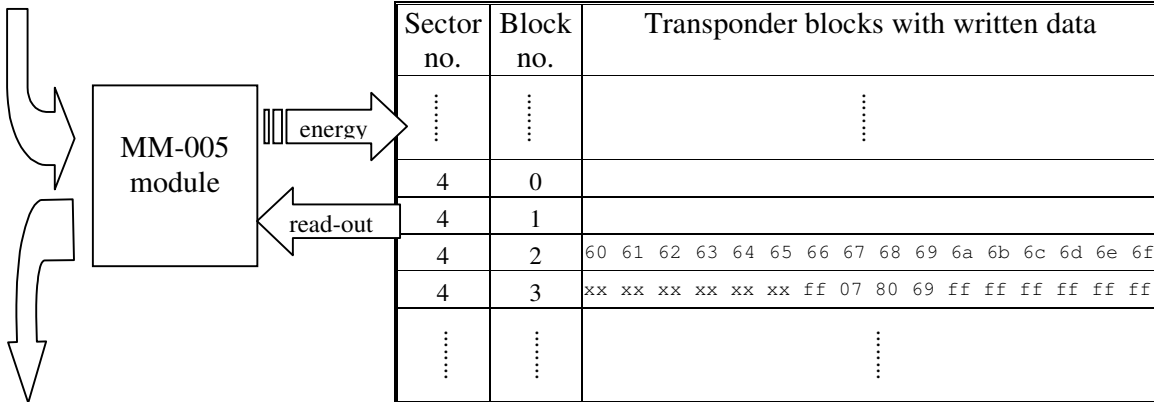 Sector no. Block no. Transponder blocks with written data
MM-005 module
energy
read-out
4 0
4 1
4 2 60 61 62 63 64 65 66 67 68 69 6a 6b 6c 6d 6e 6f
4 3 xx xx xx xx xx xx ff 07 80 69 ff ff ff ff ff ff